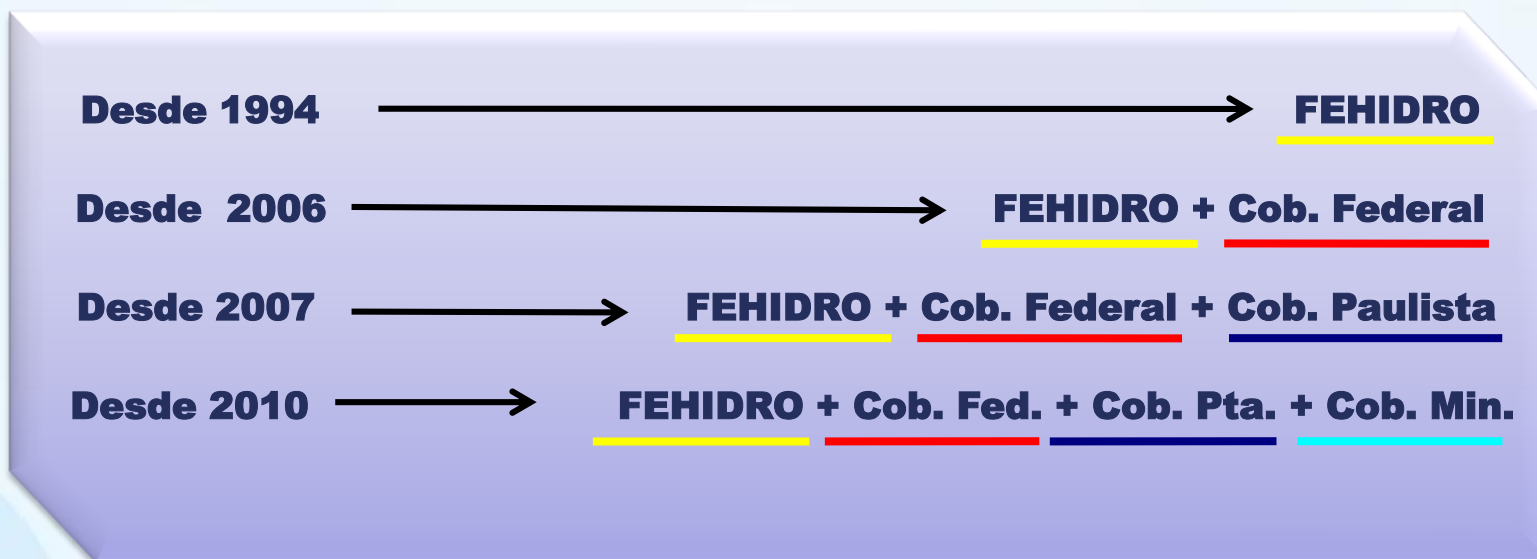 Desde 1994 FEHIDRO
Desde 2006 FEHIDRO + Cob. Federal
Desde 2007 FEHIDRO + Cob. Federal + Cob. Paulista
Desde 2010 FEHIDRO + Cob. Fed. + Cob. Pta. + Cob. Min.